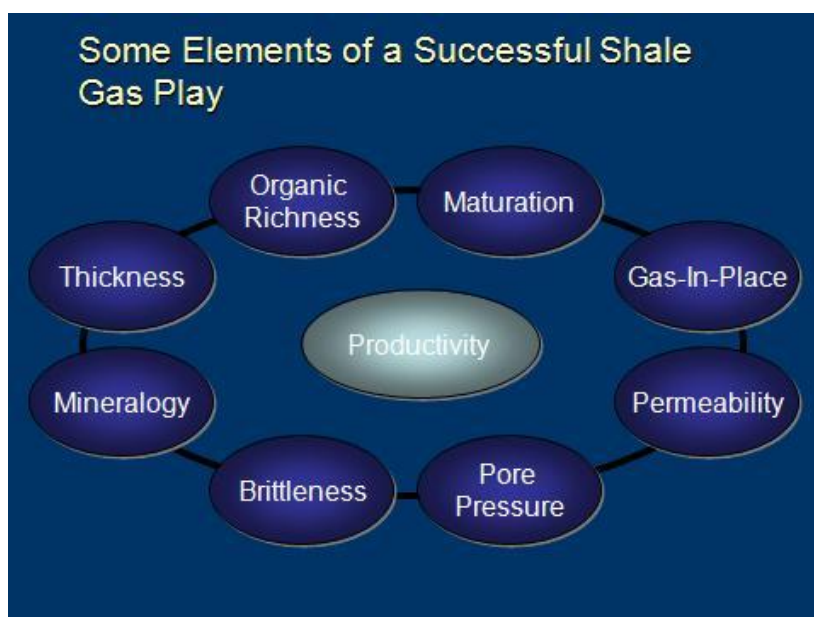 Some Elements of a Successful Shale
Gas Play
Organic
Richness
Maturation
Thickness
Gas-In-Place
Productivity
Mineralogy
Permeability
Brittleness
Pore
Pressure